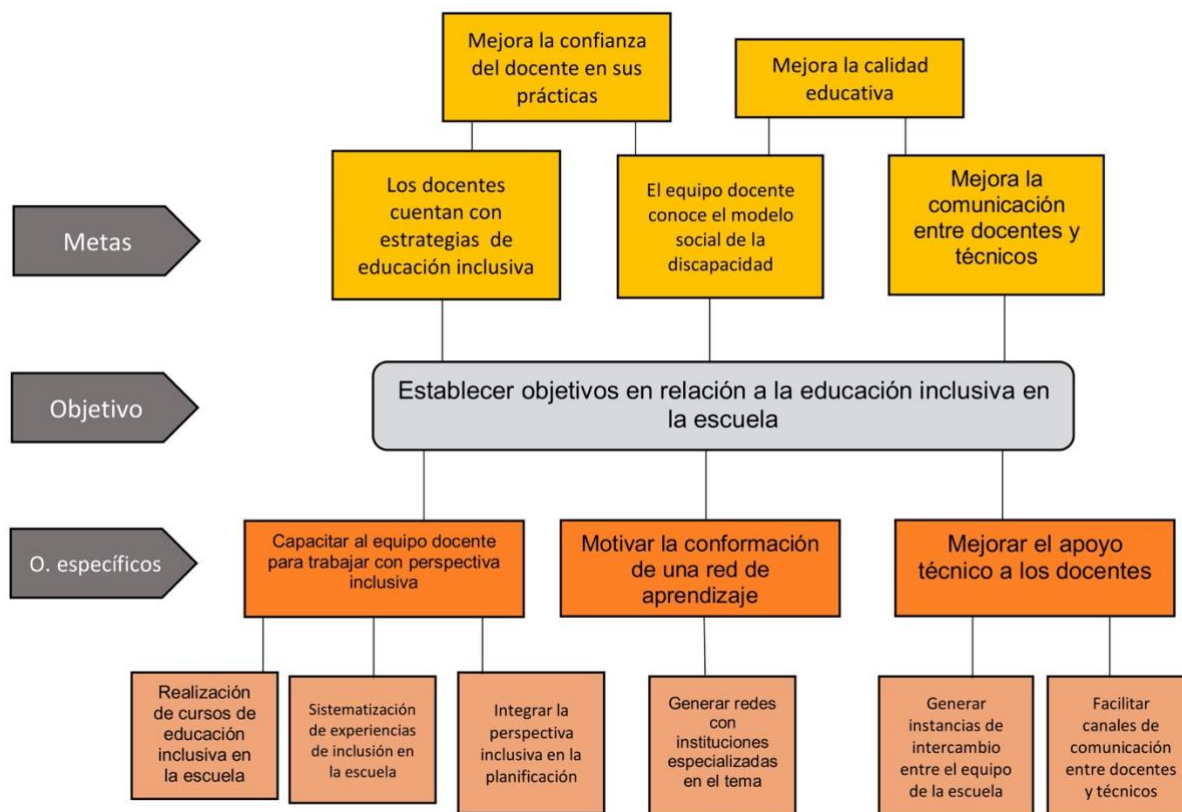 Mejora la confianza
del docente en sus
prácticas
Mejora la calidad
educativa
Metas
Los docentes
cuentan con
estrategias de
educación inclusiva
El equipo docente
conoce el modelo
social de la
discapacidad
Mejora la
comunicación
entre docentes y
técnicos
Objetivo
Establecer objetivos en relación a la educación inclusiva en
la escuela
O. específicos
Capacitar al equipo docente
para trabajar con perspectiva
inclusiva
Motivar la conformación
de una red de
aprendizaje
Mejorar el apoyo
técnico a los docentes
Realización
de cursos de
educación
inclusiva en
la escuela
Sistematización
de experiencias
de inclusión en
la escuela
Integrar la
perspectiva
inclusiva en la
planificación
Generar redes
con
instituciones
especializadas
en el tema
Generar
instancias de
intercambio
entre el equipo
de la escuela
Facilitar
canales de
comunicación
entre docentes
y técnicos